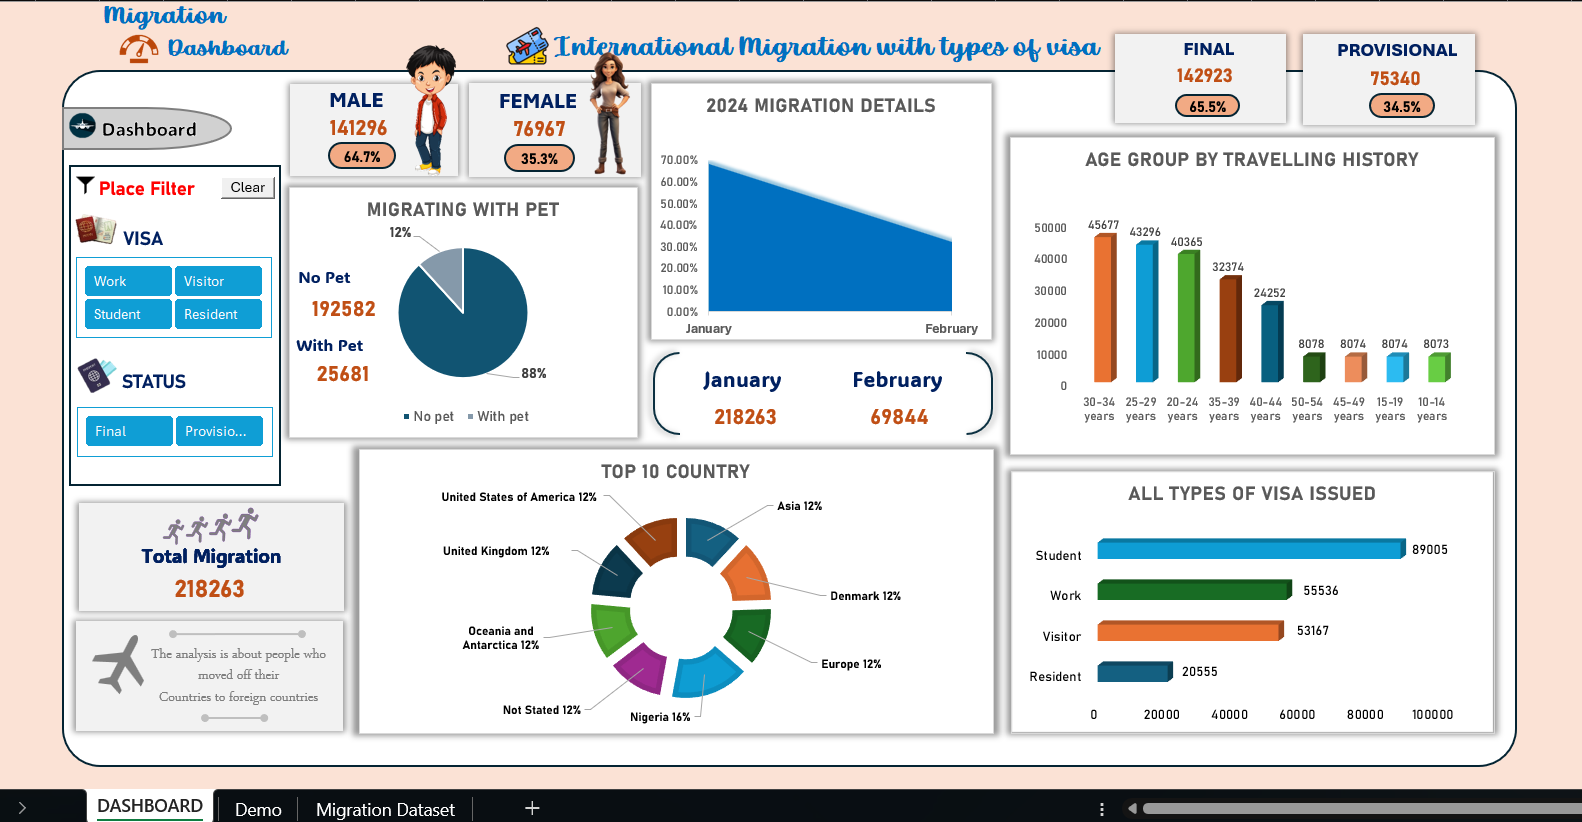 Migration
Dashboard
International Migration with types of visa
FINAL
142923
65.5%
PROVISIONAL
75340
34.5%
Dashboard
MALE
141296
64.7%
FEMALE
76967
35.3%
Place Filter
Clear
VISA
Work
Visitor
Student
Resident
STATUS
Final
Provisio...
Total Migration
218263
The analysis is about people who
moved off their
Countries to foreign countries
MIGRATING WITH PET
12%
No Pet
192582
With Pet
25681
88%
No pet
With pet
2024 MIGRATION DETAILS
70.00%
60.00%
50.00%
40.00%
30.00%
20.00%
10.00%
0.00%
January
February
January
February
218263
69844
AGE GROUP BY TRAVELLING HISTORY
50000
40000
30000
20000
10000
0
45677
43296
40365
32374
24252
8078
8074
8074
8073
30-34 years
25-29 years
20-24 years
35-39 years
40-44 years
50-54 years
45-49 years
15-19 years
10-14 years
TOP 10 COUNTRY
United States of America 12%
Asia 12%
United Kingdom 12%
Denmark 12%
Oceania and
Antarctica 12%
Europe 12%
Not Stated 12%
Nigeria 16%
ALL TYPES OF VISA ISSUED
Student
89005
Work
55536
Visitor
53167
Resident
20555
0
20000
40000
60000
80000
100000
DASHBOARD
Demo
Migration Dataset